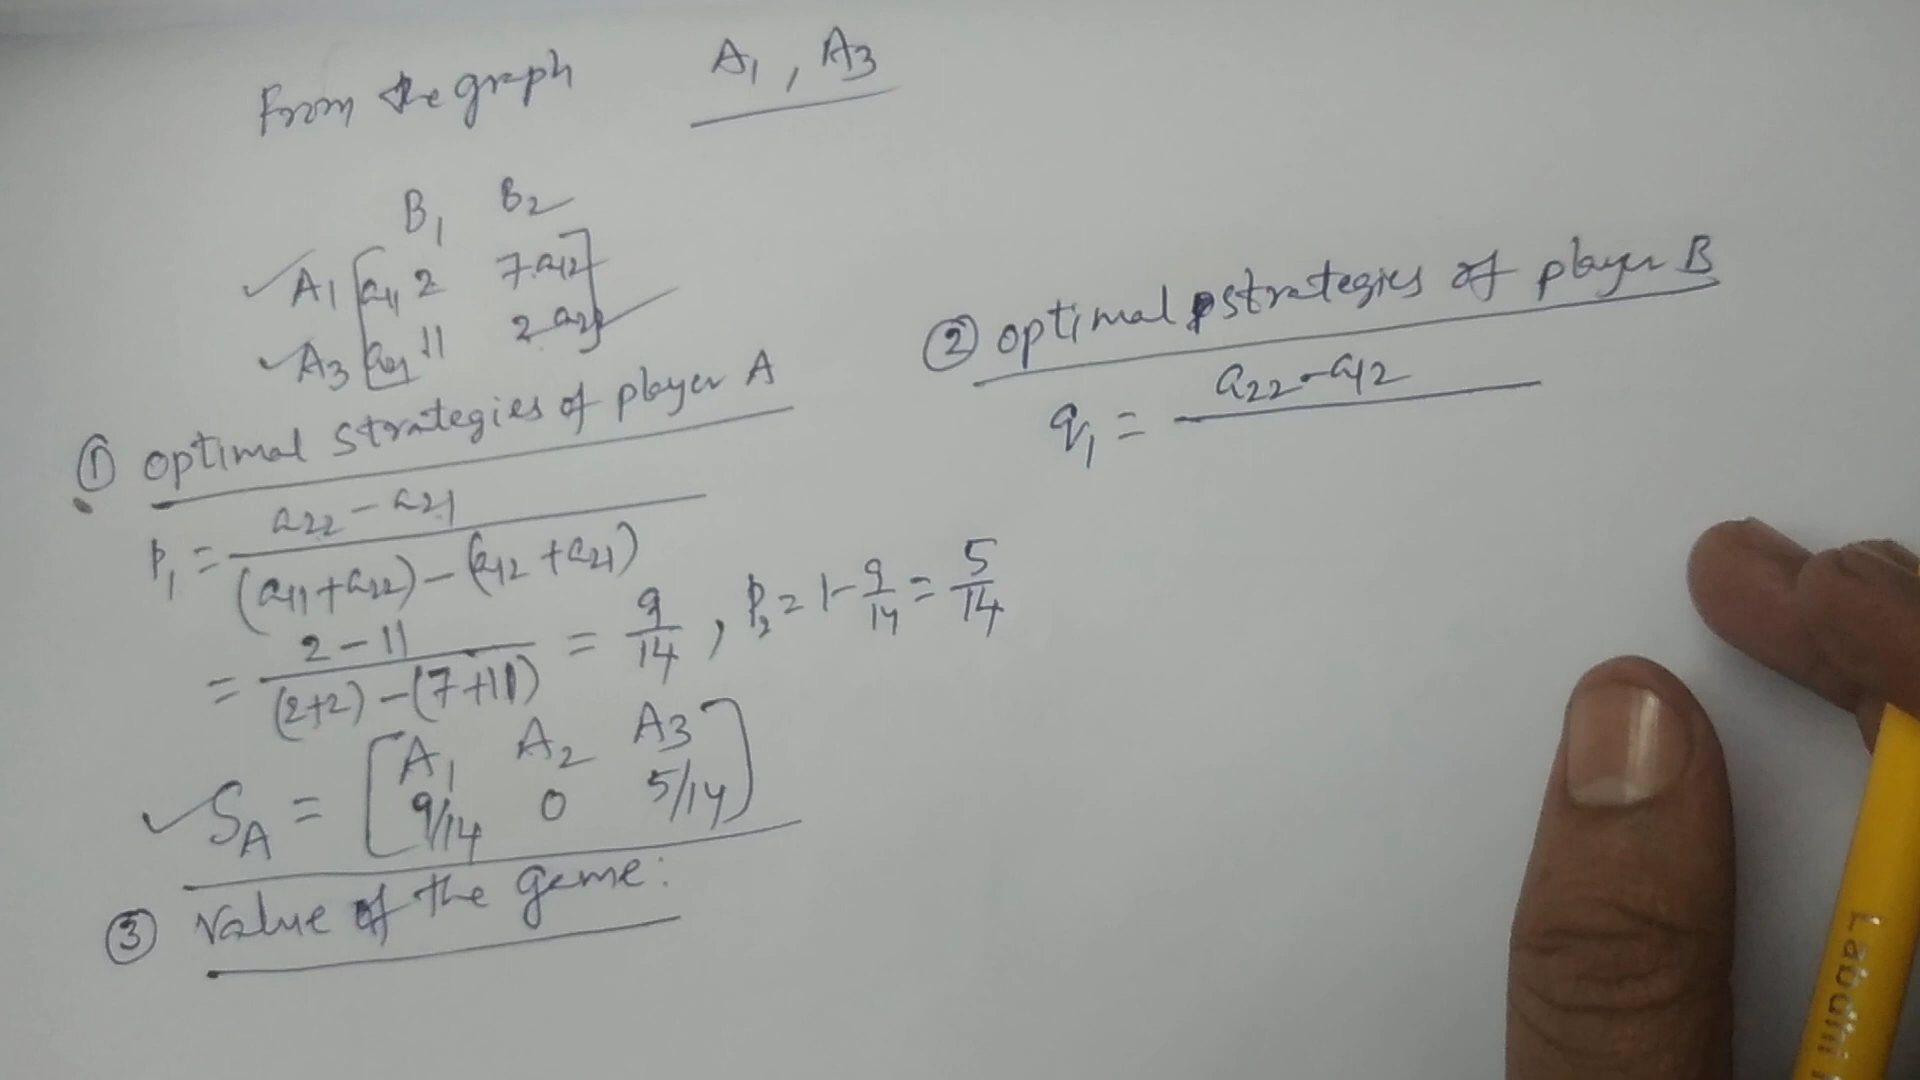 From the graph A1, A3
B1 B2
A1 [a11 2 7 a12]
A3 [a21 11 2 a22]
① optimal strategies of player A
P1 = a22 - a21 / (a11 + a22) - (a12 + a21)
= 2 - 11 / (2+2) - (7+11) = 9/14, P2 = 1 - 9/14 = 5/14
SA = [A1 A2 A3
9/14 0 5/14]
③ Value of the game:
② optimal strategies of player B
q1 = a22 - a12
Labdhi